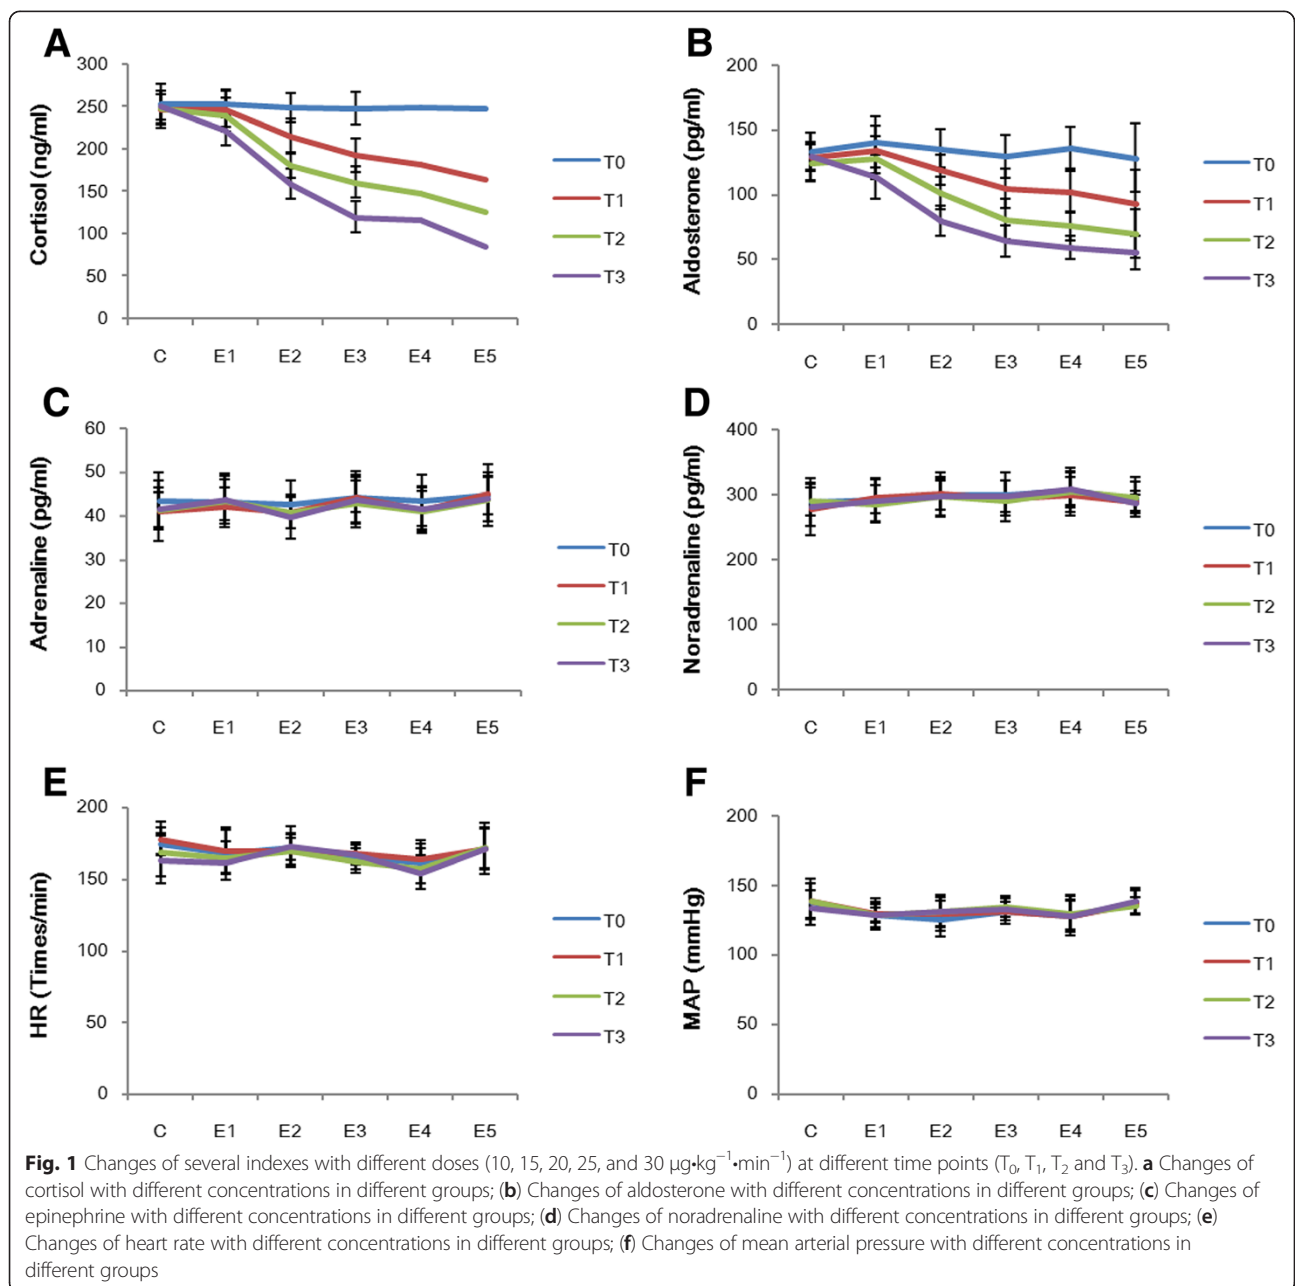 A
Cortisol (ng/ml)
300
250
200
150
100
50
0
C E1 E2 E3 E4 E5
T0
T1
T2
T3
B
Aldosterone (pg/ml)
200
150
100
50
0
C E1 E2 E3 E4 E5
T0
T1
T2
T3
C
Adrenaline (pg/ml)
60
50
40
30
20
10
0
C E1 E2 E3 E4 E5
T0
T1
T2
T3
D
Noradrenaline (pg/ml)
400
300
200
100
0
C E1 E2 E3 E4 E5
T0
T1
T2
T3
E
HR (Times/min)
200
150
100
50
0
C E1 E2 E3 E4 E5
T0
T1
T2
T3
F
MAP (mmHg)
200
150
100
50
0
C E1 E2 E3 E4 E5
T0
T1
T2
T3
Fig. 1 Changes of several indexes with different doses (10, 15, 20, 25, and 30 μg•kg⁻¹•min⁻¹) at different time points (T₀, T₁, T₂ and T₃). a Changes of
cortisol with different concentrations in different groups; (b) Changes of aldosterone with different concentrations in different groups; (c) Changes of
epinephrine with different concentrations in different groups; (d) Changes of noradrenaline with different concentrations in different groups; (e)
Changes of heart rate with different concentrations in different groups; (f) Changes of mean arterial pressure with different concentrations in
different groups